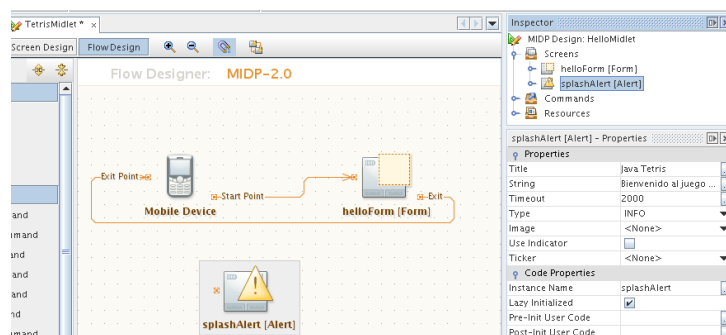 TetrisMidlet * x
Screen Design Flow Design
Flow Designer: MIDP-2.0
Exit Point
Start Point
Exit
Mobile Device
helloForm [Form]
splashAlert [Alert]
and
mmand
and
and
and
nd
mmand
Inspector
MIDP Design: HelloMidlet
Screens
helloForm [Form]
splashAlert [Alert]
Commands
Resources
splashAlert [Alert] - Properties
Properties
Title Java Tetris
String Bienvenido al juego ...
Timeout 2000
Type INFO
Image <None>
Use Indicator
Ticker <None>
Code Properties
Instance Name splashAlert
Lazy Initialized
Pre-Init User Code
Post-Init User Code